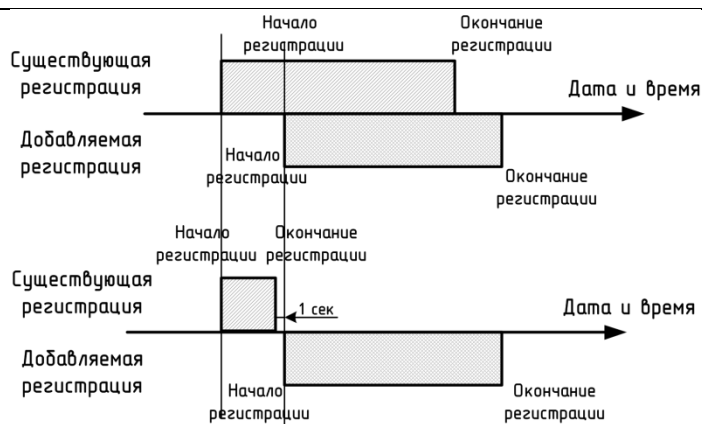 Начало
регистрации
Окончание
регистрации
Существующая
регистрация
Дата и время
Добавляемая
регистрация
Начало
регистрации
Окончание
регистрации
Начало
регистрации
Окончание
регистрации
Существующая
регистрация
1 сек
Дата и время
Добавляемая
регистрация
Начало
регистрации
Окончание
регистрации